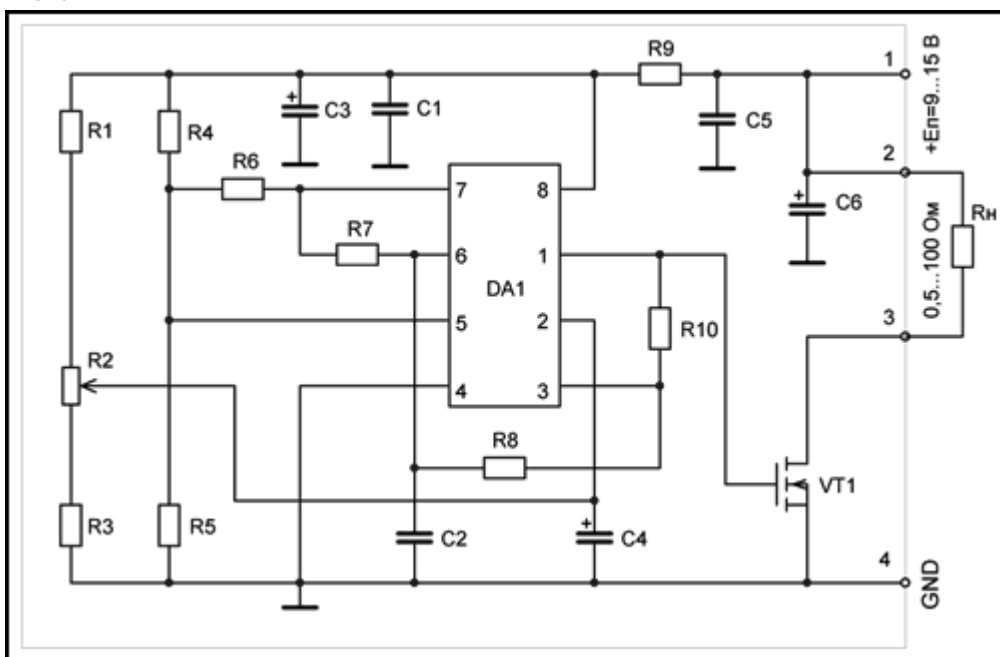 R9
1
+Eп=9...15 В
R1
R4
C3
C1
C5
2
R6
7
8
C6
Rн
R7
6
1
0,5...100 Ом
DA1
5
2
R10
3
R2
4
3
R8
VT1
R3
R5
C2
C4
4
GND